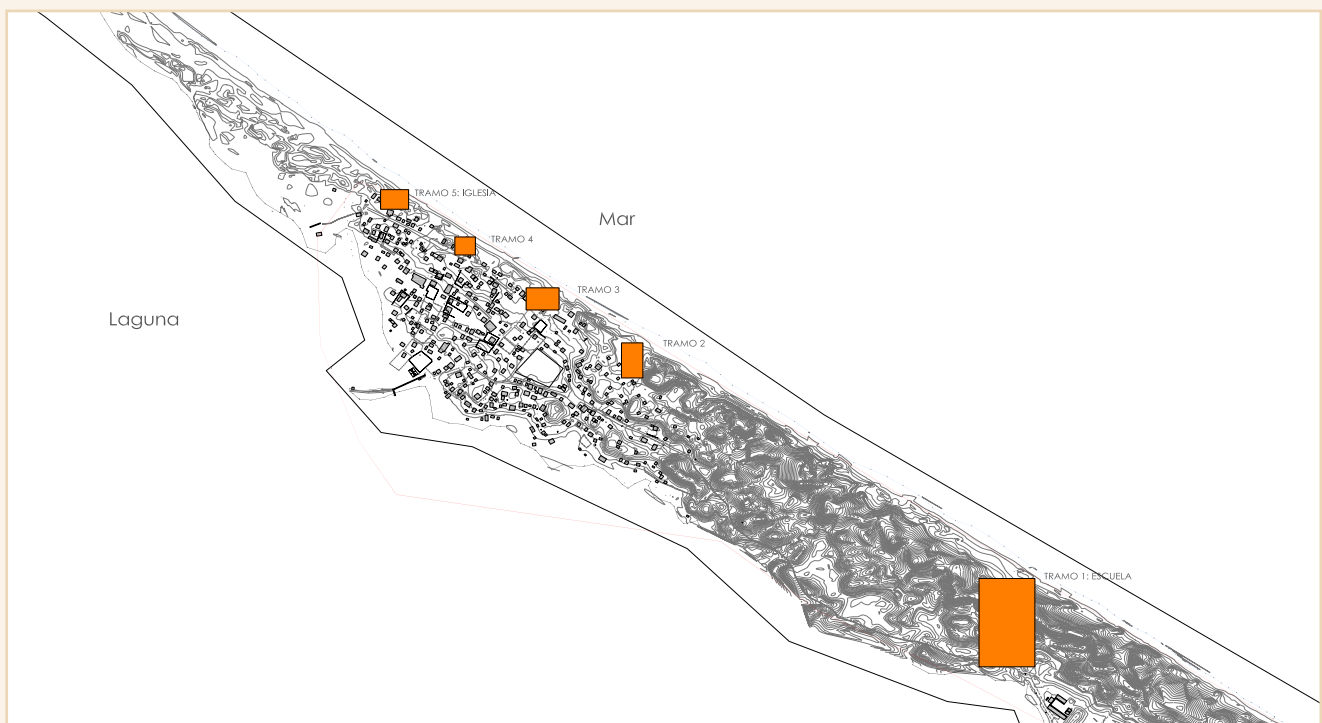 TRAMO 5: IGLESIA
Mar
TRAMO 4
TRAMO 3
Laguna
TRAMO 2
TRAMO 1: ESCUELA